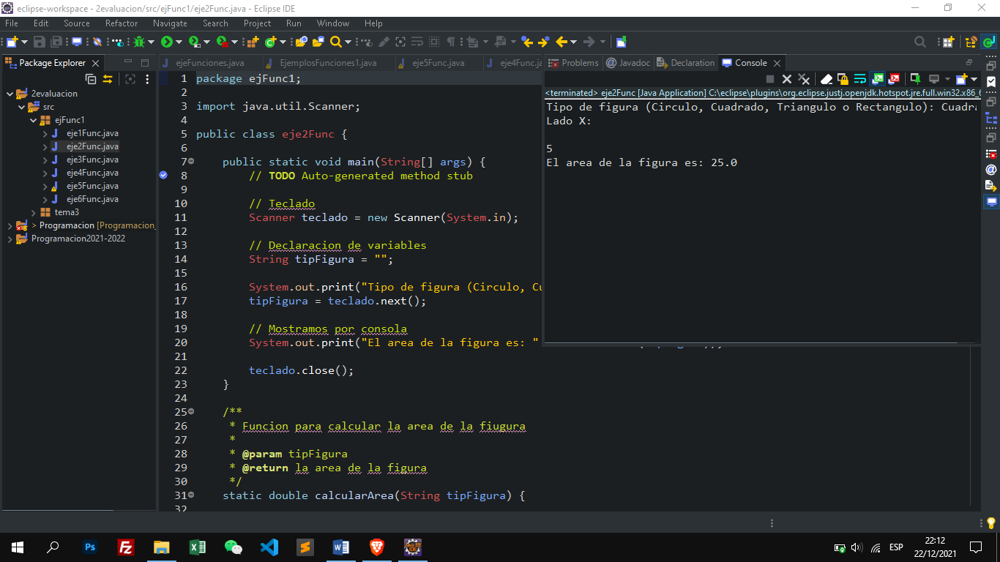 eclipse-workspace - 2evaluacion/src/ejFunc1/eje2Func.java - Eclipse IDE
File Edit Source Refactor Navigate Search Project Run Window Help
Package Explorer
2evaluacion
src
ejFunc1
eje1Func.java
eje2Func.java
eje3Func.java
eje4Func.java
eje5Func.java
eje6Func.java
tema3
> Programacion [Programacion_
Programacion2021-2022
ejeFunciones.java EjemplosFunciones1.java eje5Func.java eje4Func.ja
1 package ejFunc1;
2
3 import java.util.Scanner;
4
5 public class eje2Func {
6
7 public static void main(String[] args) {
8 // TODO Auto-generated method stub
9
10 // Teclado
11 Scanner teclado = new Scanner(System.in);
12
13 // Declaracion de variables
14 String tipFigura = "";
15
16 System.out.print("Tipo de figura (Circulo, Cu
17 tipFigura = teclado.next();
18
19 // Mostramos por consola
20 System.out.print("El area de la figura es: "
21
22 teclado.close();
23 }
24
25 /**
26 * Funcion para calcular la area de la fiugura
27 *
28 * @param tipFigura
29 * @return la area de la figura
30 */
31 static double calcularArea(String tipFigura) {
32
Problems Javadoc Declaration Console
<terminated> eje2Func [Java Application] C:\eclipse\plugins\org.eclipse.justj.openjdk.hotspot.jre.full.win32.x86_6
Tipo de figura (Circulo, Cuadrado, Triangulo o Rectangulo): Cuadra
Lado X:
5
El area de la figura es: 25.0
ESP
22:12
22/12/2021